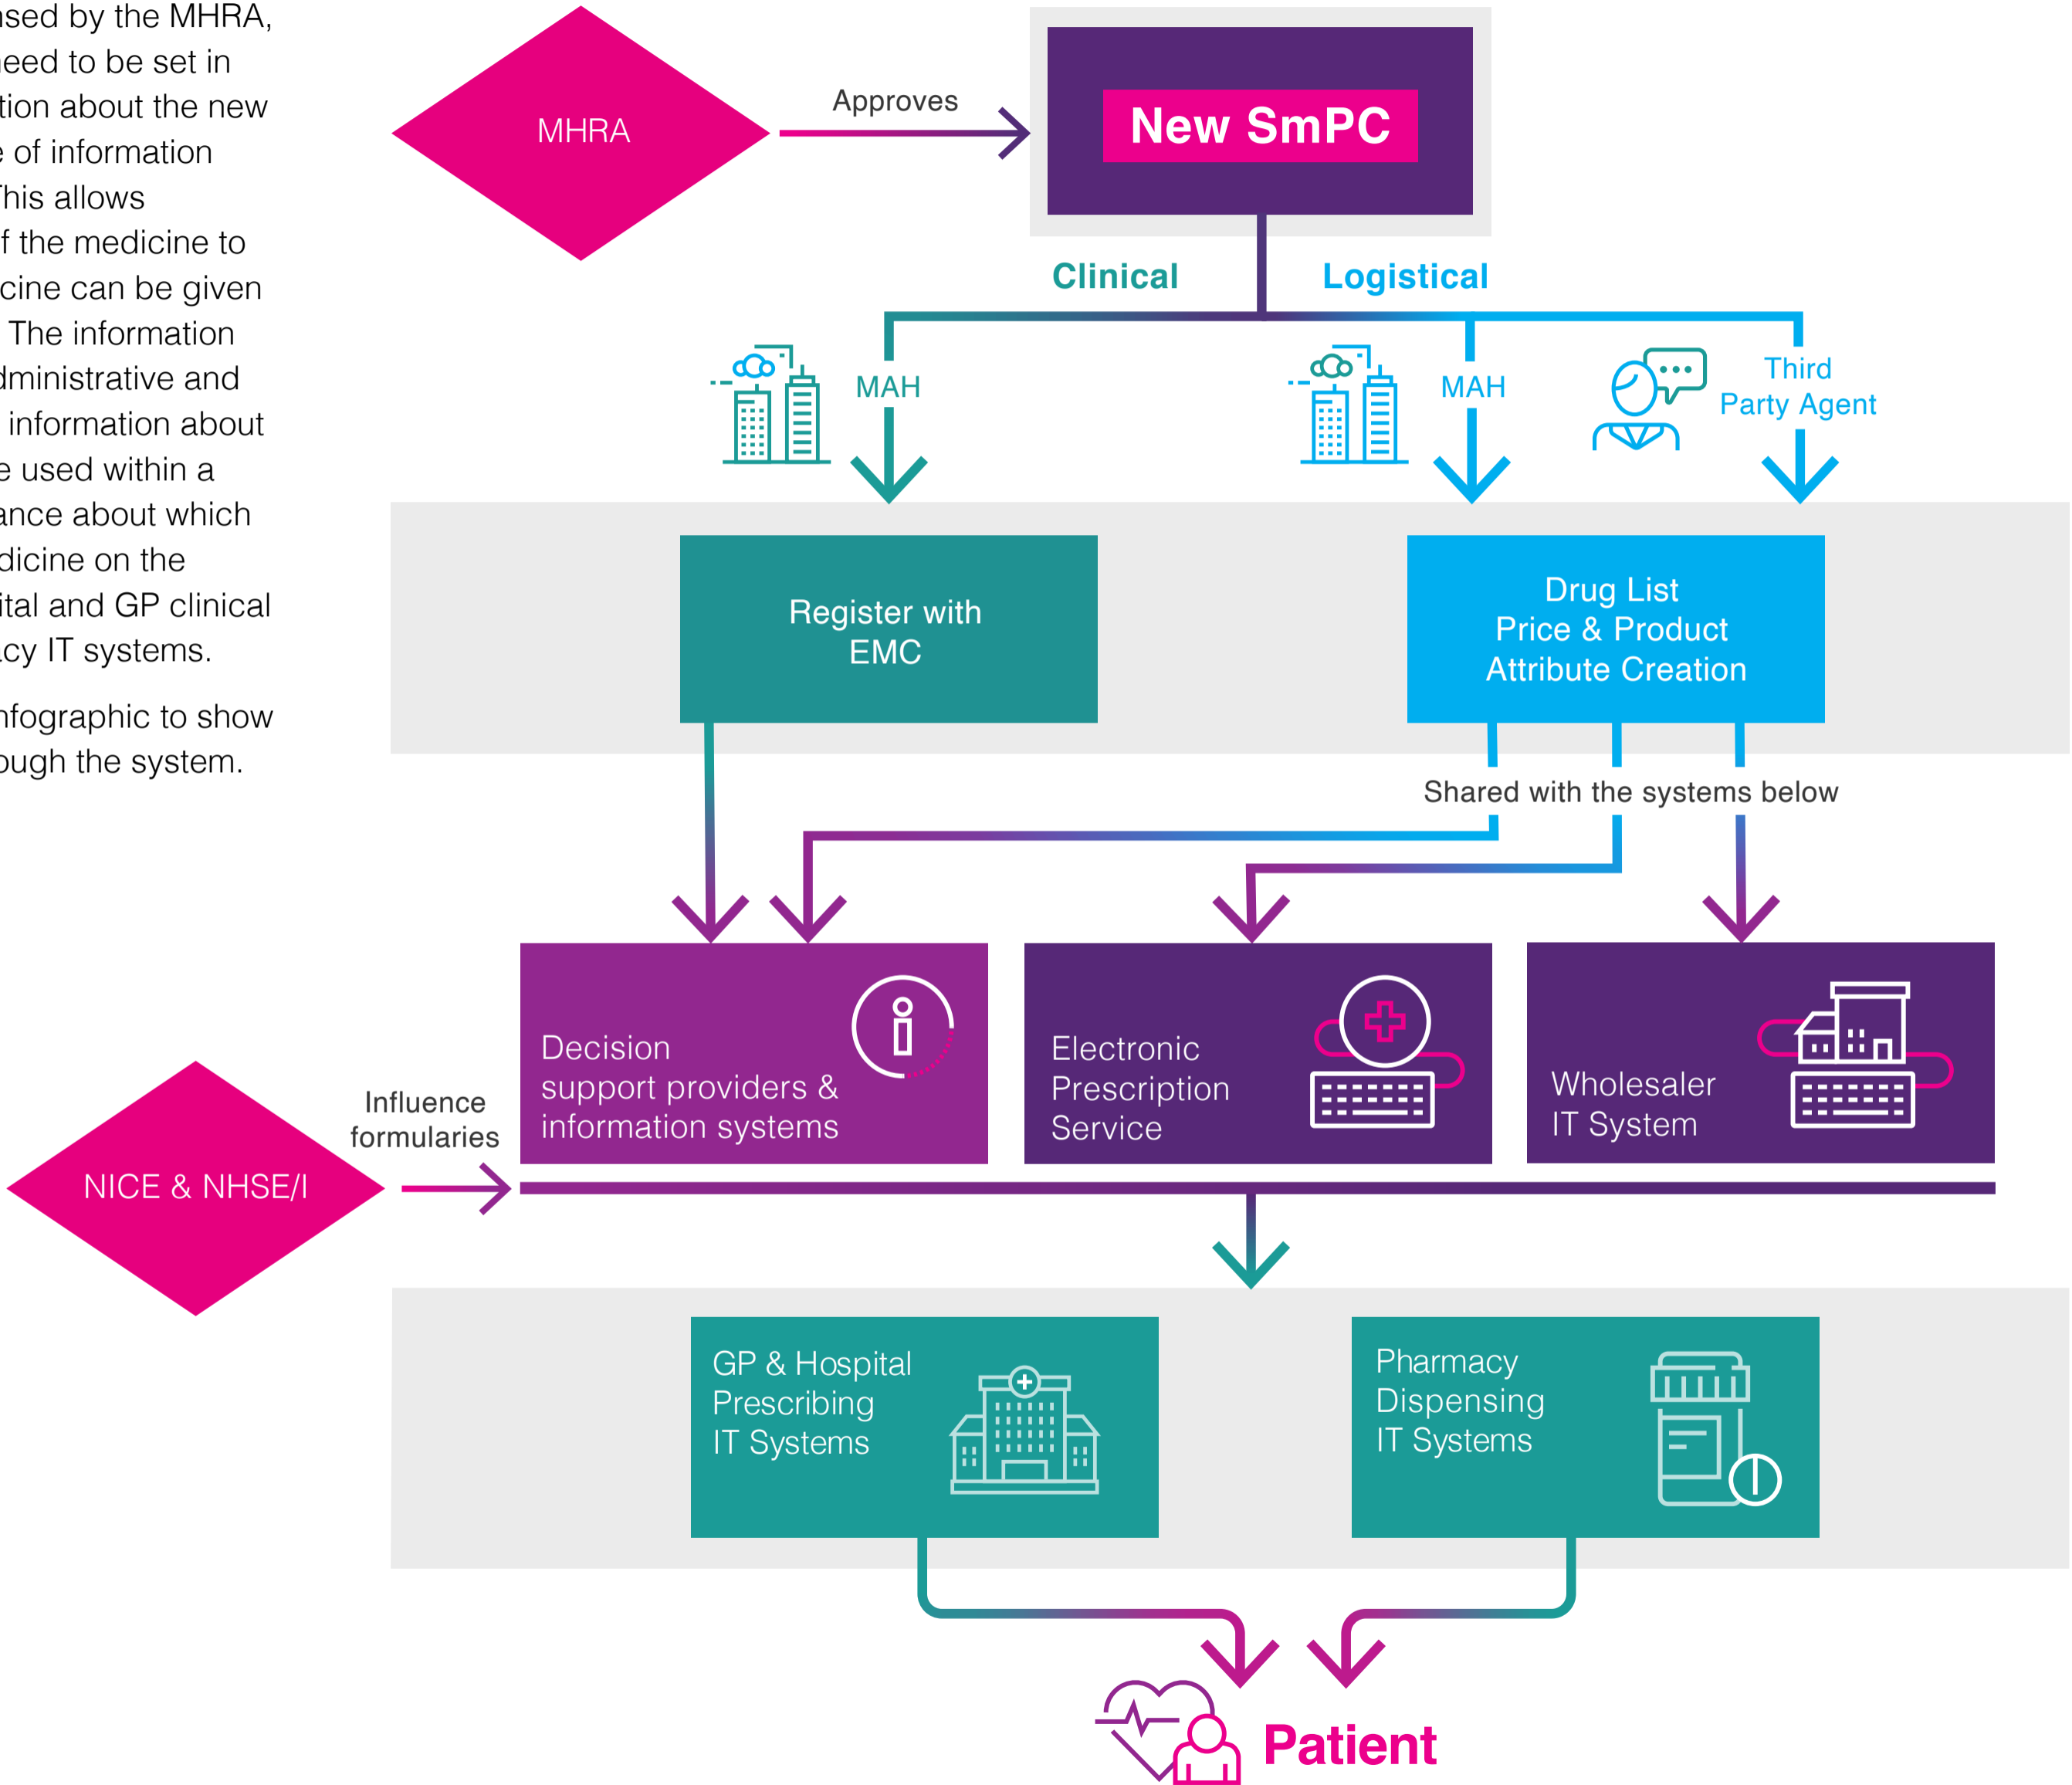 nsed by the MHRA,
need to be set in
tion about the new
e of information
This allows
f the medicine to
cine can be given
The information
dministrative and
information about
e used within a
ance about which
dicine on the
ital and GP clinical
acy IT systems.
nfographic to show
ough the system.
MHRA
Approves
New SmPC
Clinical
Logistical
MAH
MAH
Third
Party Agent
Register with
EMC
Drug List
Price & Product
Attribute Creation
Shared with the systems below
Decision
support providers &
information systems
Electronic
Prescription
Service
Wholesaler
IT System
Influence
formularies
NICE & NHSE/I
GP & Hospital
Prescribing
IT Systems
Pharmacy
Dispensing
IT Systems
Patient